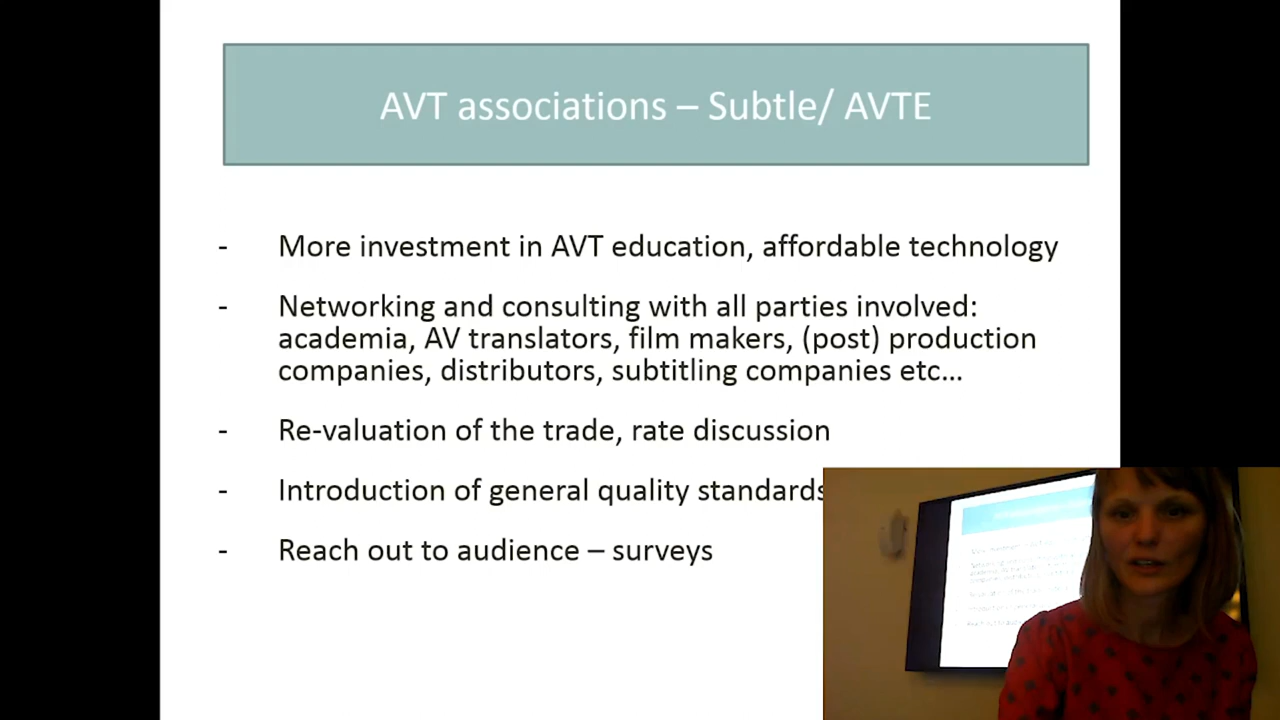 AVT associations – Subtle/ AVTE
- More investment in AVT education, affordable technology
- Networking and consulting with all parties involved:
academia, AV translators, film makers, (post) production
companies, distributors, subtitling companies etc...
- Re-valuation of the trade, rate discussion
- Introduction of general quality standards
- Reach out to audience – surveys